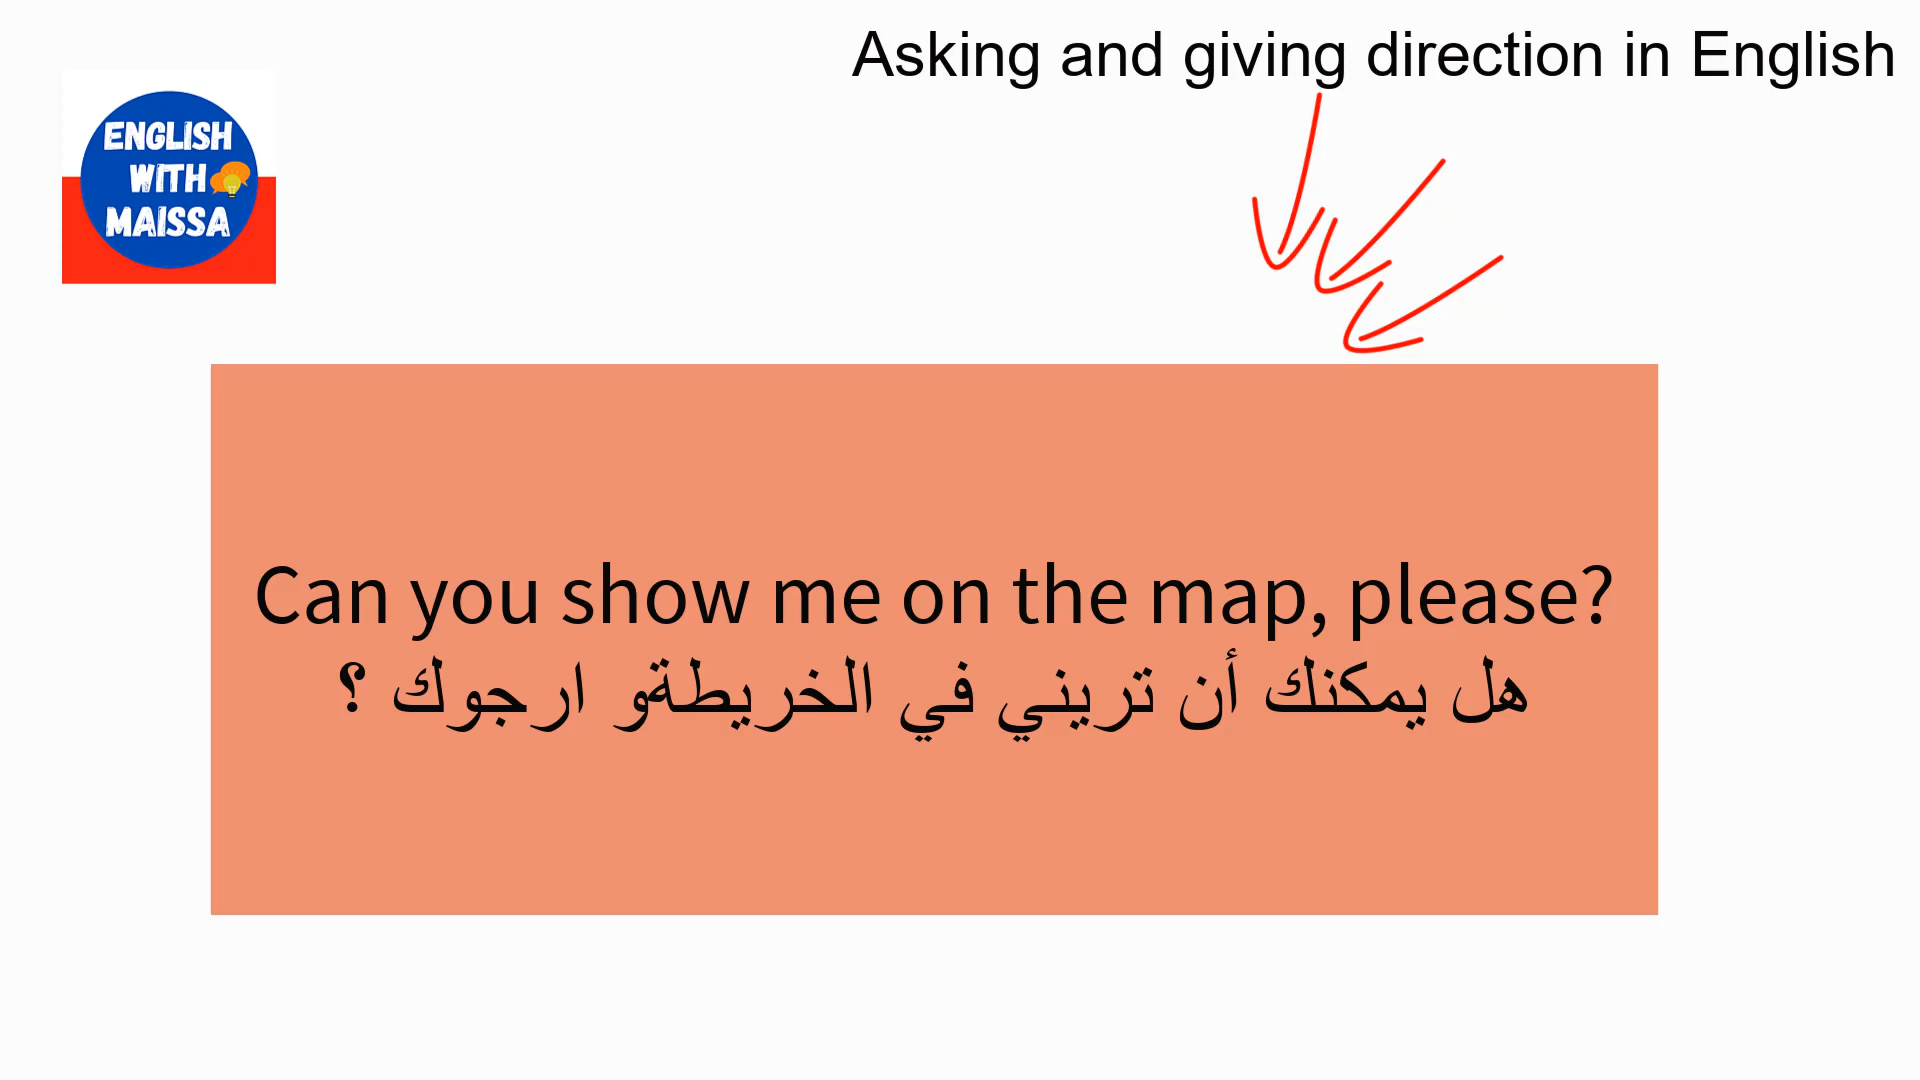 Asking and giving direction in English
ENGLISH
WITH
MAISSA
Can you show me on the map, please?
هل يمكنك أن تريني في الخريطةو ارجوك ؟